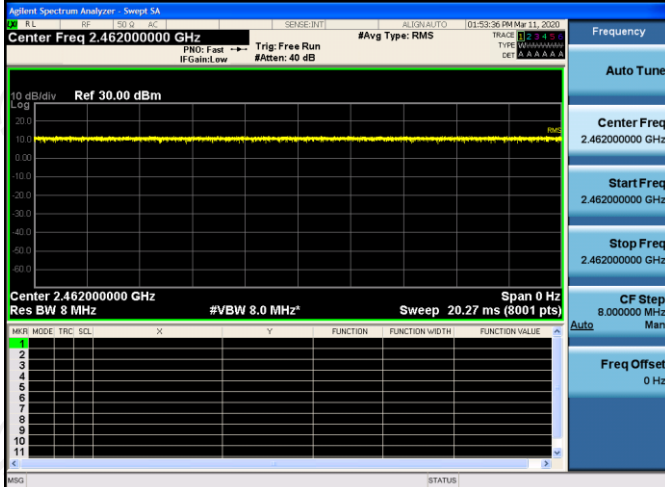 Agilent Spectrum Analyzer - Swept SA
RL RF 50 Ω AC SENSE:INT ALIGN AUTO 01:53:36 PM Mar 11, 2020
Center Freq 2.462000000 GHz
PNO: Fast
IFGain:Low
Trig: Free Run
#Atten: 40 dB
#Avg Type: RMS
TRACE 1 2 3 4 5 6
TYPE
DET A A A A A A
10 dB/div
Log
Ref 30.00 dBm
20.0
10.0
0.00
-10.0
-20.0
-30.0
-40.0
-50.0
-60.0
RMS
Center 2.462000000 GHz Span 0 Hz
Res BW 8 MHz #VBW 8.0 MHz* Sweep 20.27 ms (8001 pts)
MKR MODE TRC SCL X Y FUNCTION FUNCTION WIDTH FUNCTION VALUE
1
2
3
4
5
6
7
8
9
10
11
MSG STATUS
Frequency
Auto Tune
Center Freq
2.462000000 GHz
Start Freq
2.462000000 GHz
Stop Freq
2.462000000 GHz
CF Step
8.000000 MHz
Auto Man
Freq Offset
0 Hz